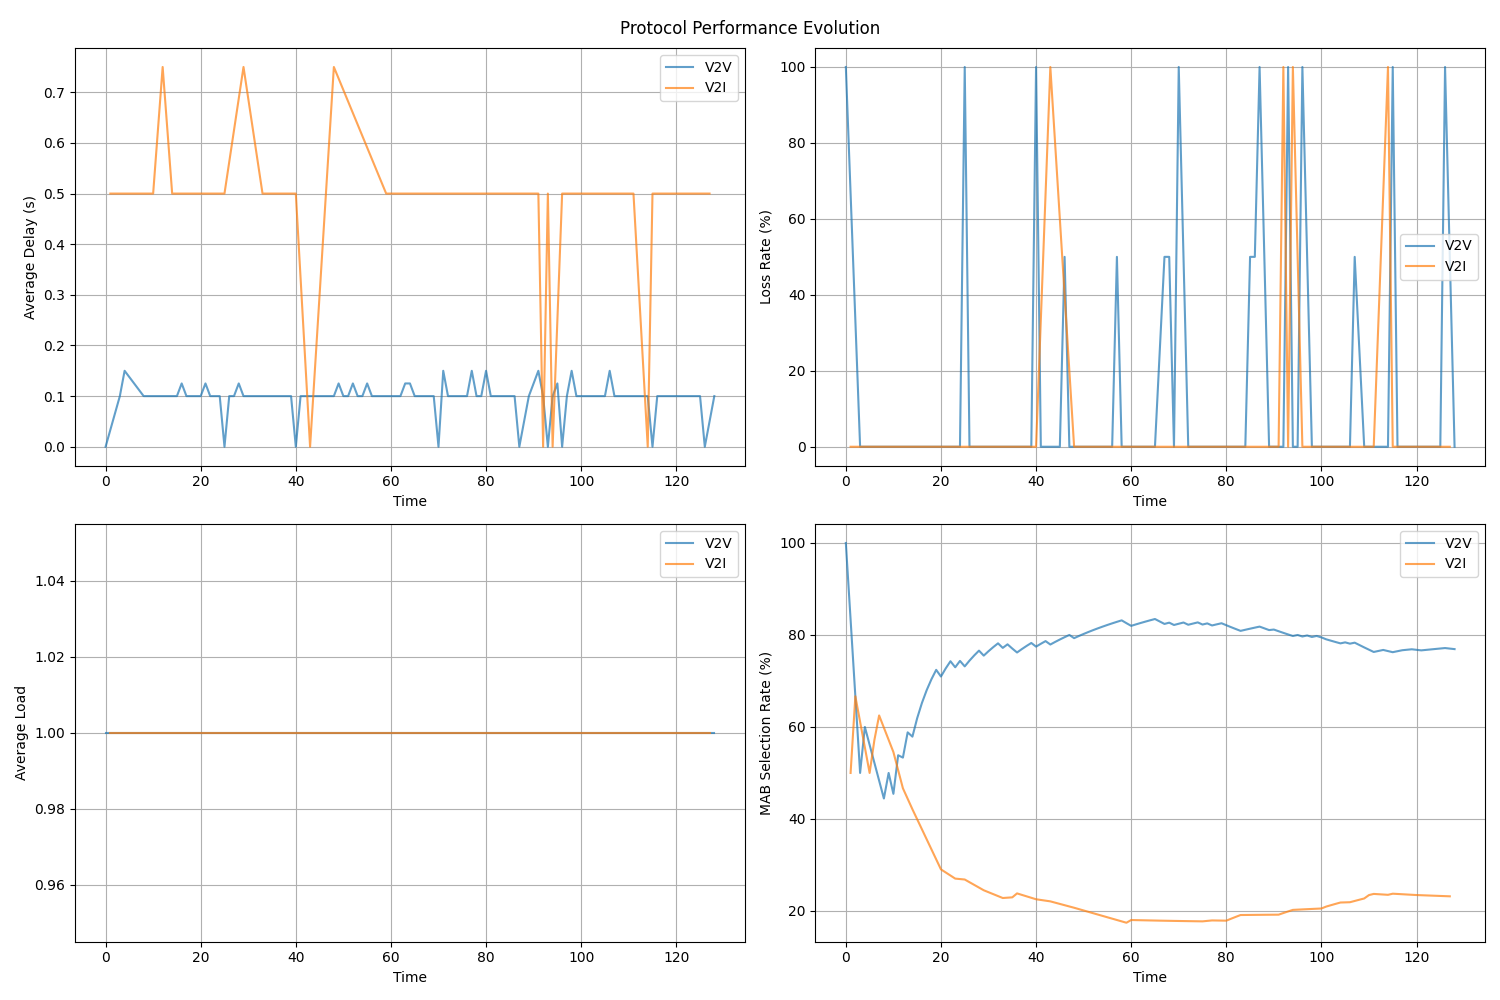 Protocol Performance Evolution
Average Delay (s)
0.7
0.6
0.5
0.4
0.3
0.2
0.1
0.0
0 20 40 60 80 100 120
Time
V2V
V2I
Loss Rate (%)
100
80
60
40
20
0
0 20 40 60 80 100 120
Time
V2V
V2I
Average Load
1.04
1.02
1.00
0.98
0.96
0 20 40 60 80 100 120
Time
V2V
V2I
MAB Selection Rate (%)
100
80
60
40
20
0 20 40 60 80 100 120
Time
V2V
V2I